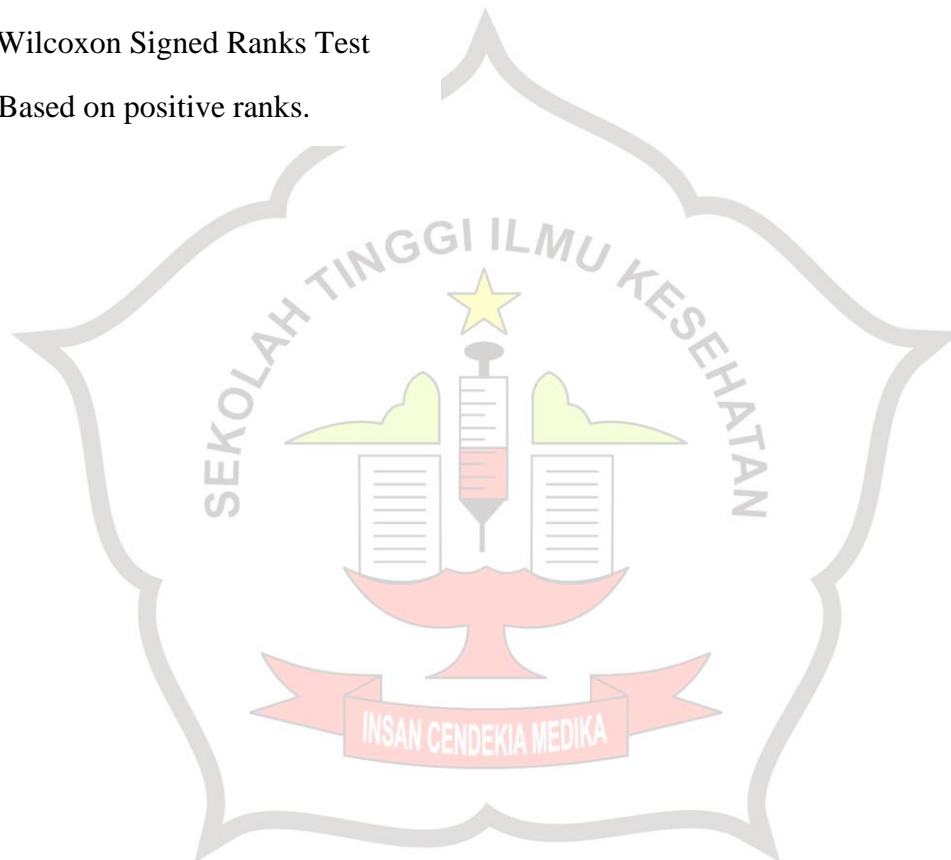 Wilcoxon Signed Ranks Test
Based on positive ranks.
SEKOLAH TINGGI ILMU KESEHATAN
INSAN CENDEKIA MEDIKA